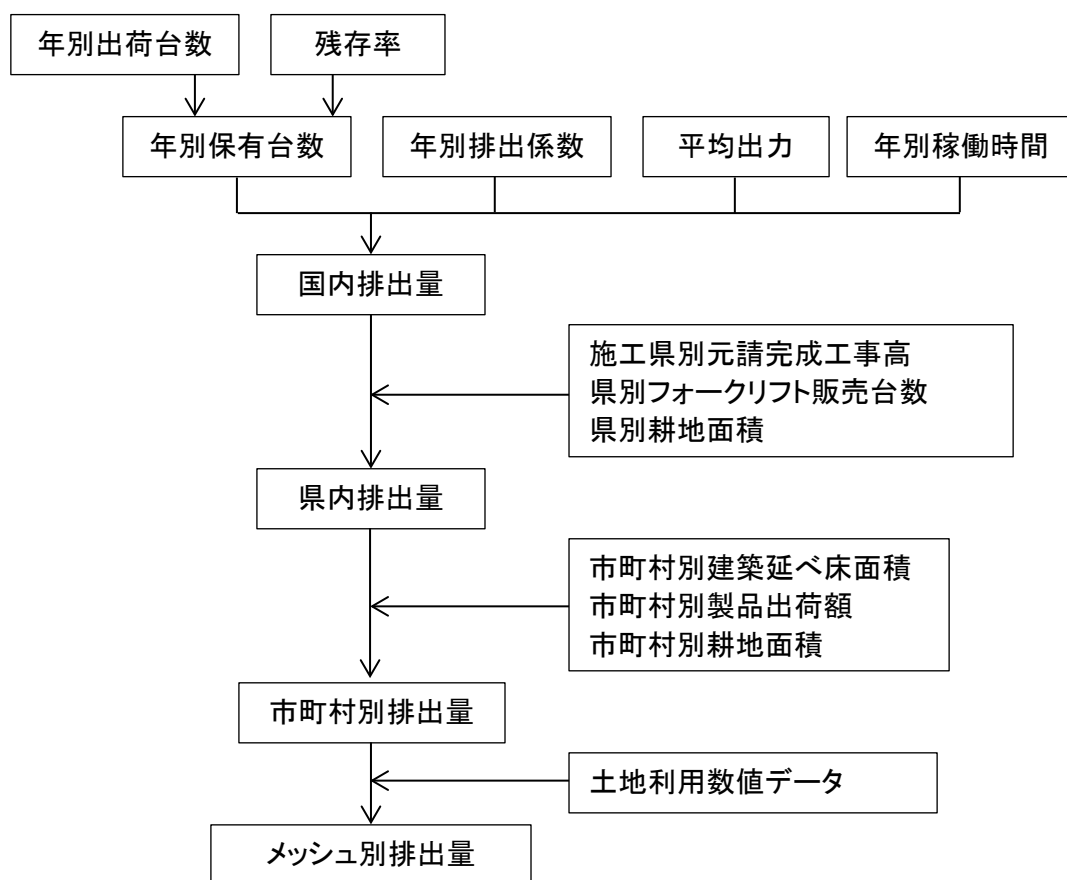 年別出荷台数
残存率
年別保有台数
年別排出係数
平均出力
年別稼働時間
国内排出量
施工県別元請完成工事高
県別フォークリフト販売台数
県別耕地面積
県内排出量
市町村別建築延べ床面積
市町村別製品出荷額
市町村別耕地面積
市町村別排出量
土地利用数値データ
メッシュ別排出量